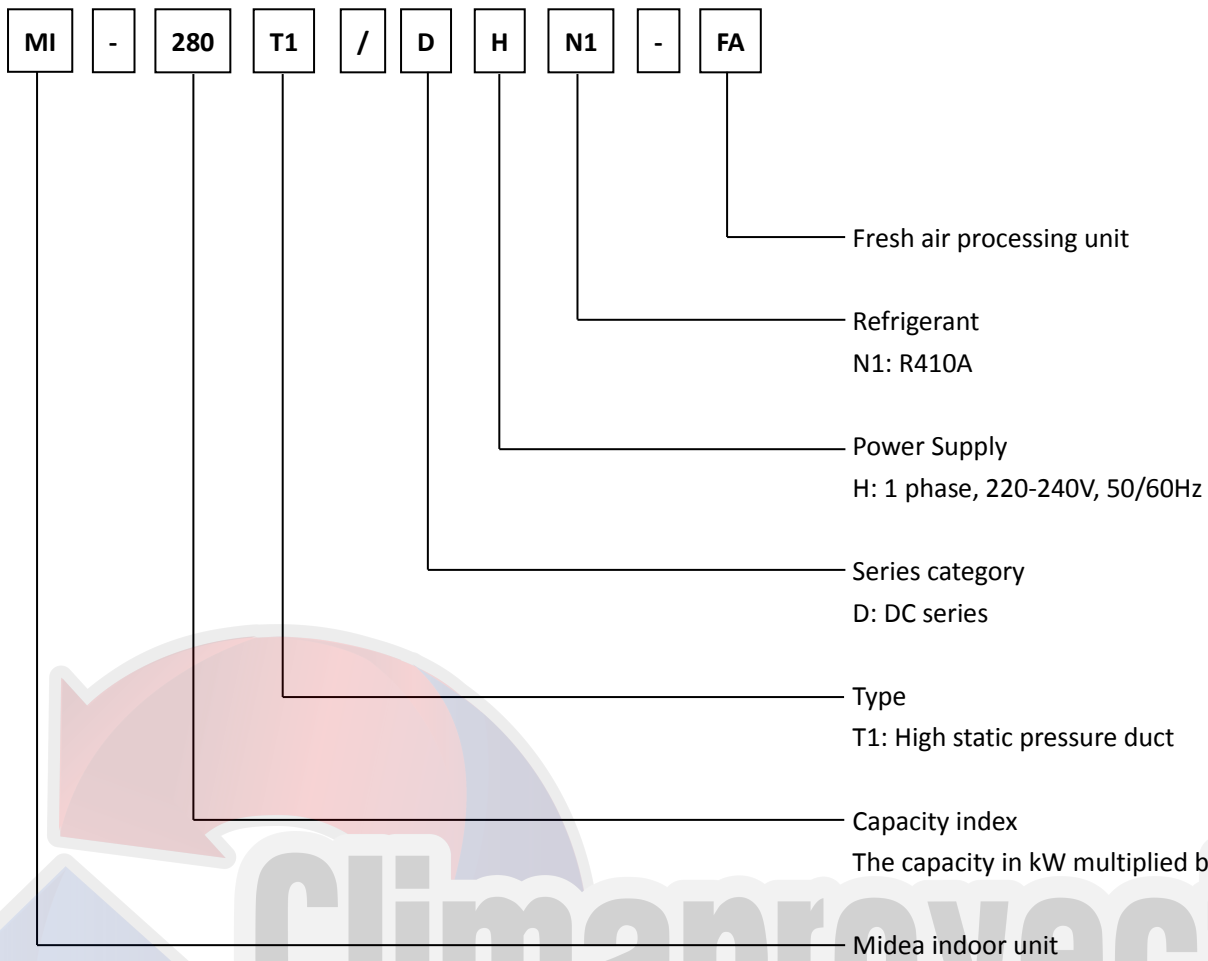 MI - 280 T1 / D H N1 - FA
Fresh air processing unit
Refrigerant
N1: R410A
Power Supply
H: 1 phase, 220-240V, 50/60Hz
Series category
D: DC series
Type
T1: High static pressure duct
Capacity index
The capacity in kW multiplied
Midea indoor unit